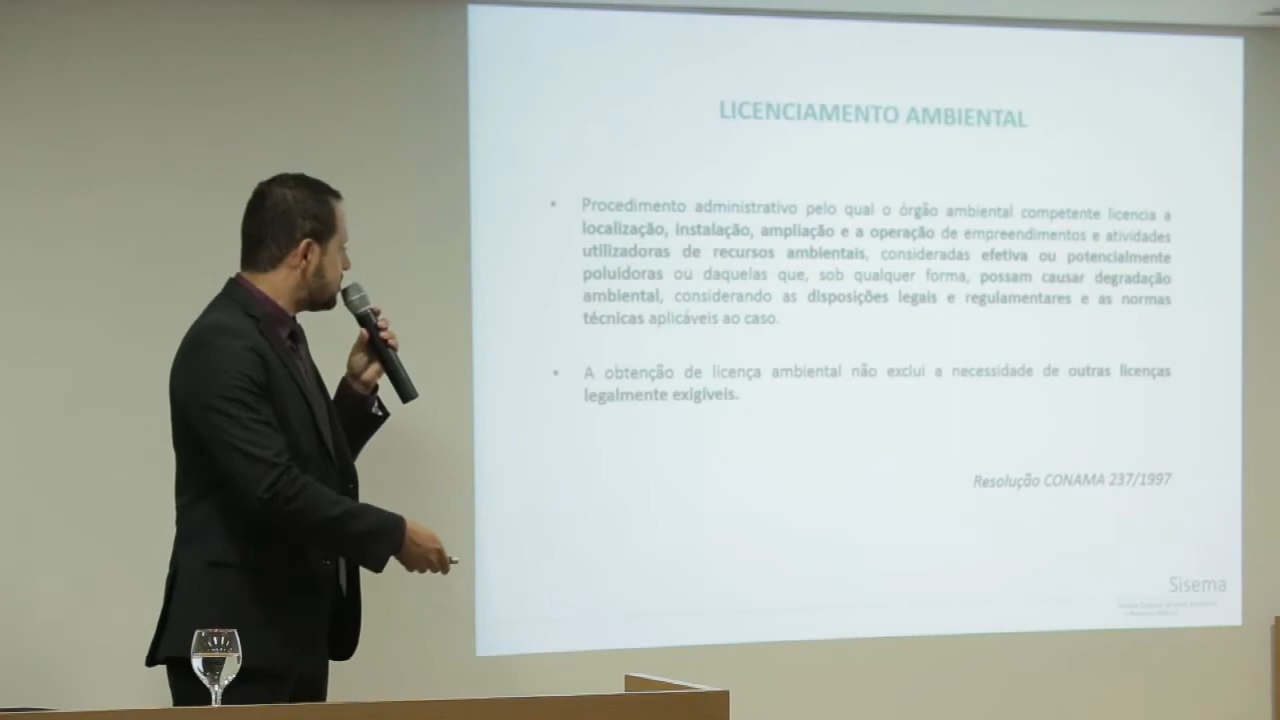 LICENCIAMENTO AMBIENTAL
• Procedimento administrativo pelo qual o órgão ambiental competente licencia a
localização, instalação, ampliação e a operação de empreendimentos e atividades
utilizadoras de recursos ambientais, consideradas efetiva ou potencialmente
poluidoras ou daquelas que, sob qualquer forma, possam causar degradação
ambiental, considerando as disposições legais e regulamentares e as normas
técnicas aplicáveis ao caso.
• A obtenção de licença ambiental não exclui a necessidade de outras licenças
legalmente exigíveis.
Resolução CONAMA 237/1997
Sisema